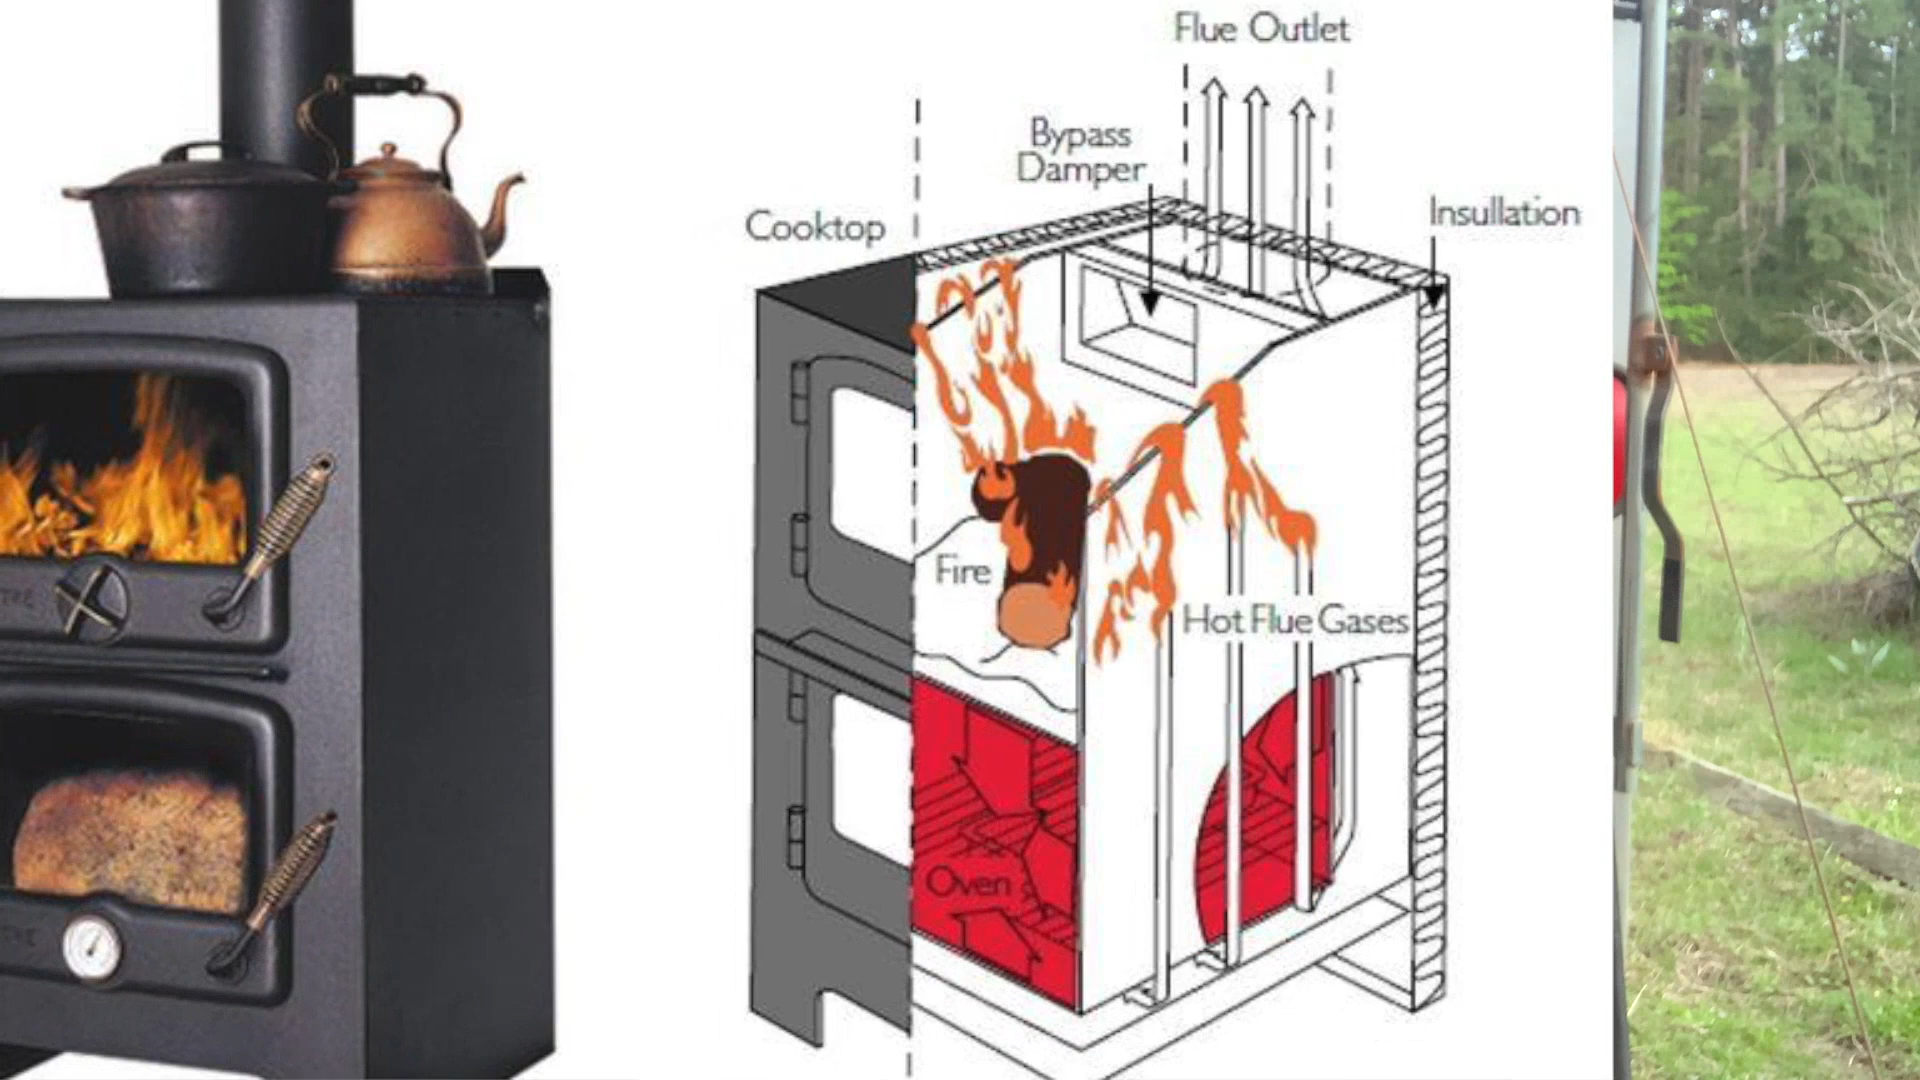 Flue Outlet
Bypass
Damper
Cooktop
Insullation
Fire
Hot Flue Gases
Oven